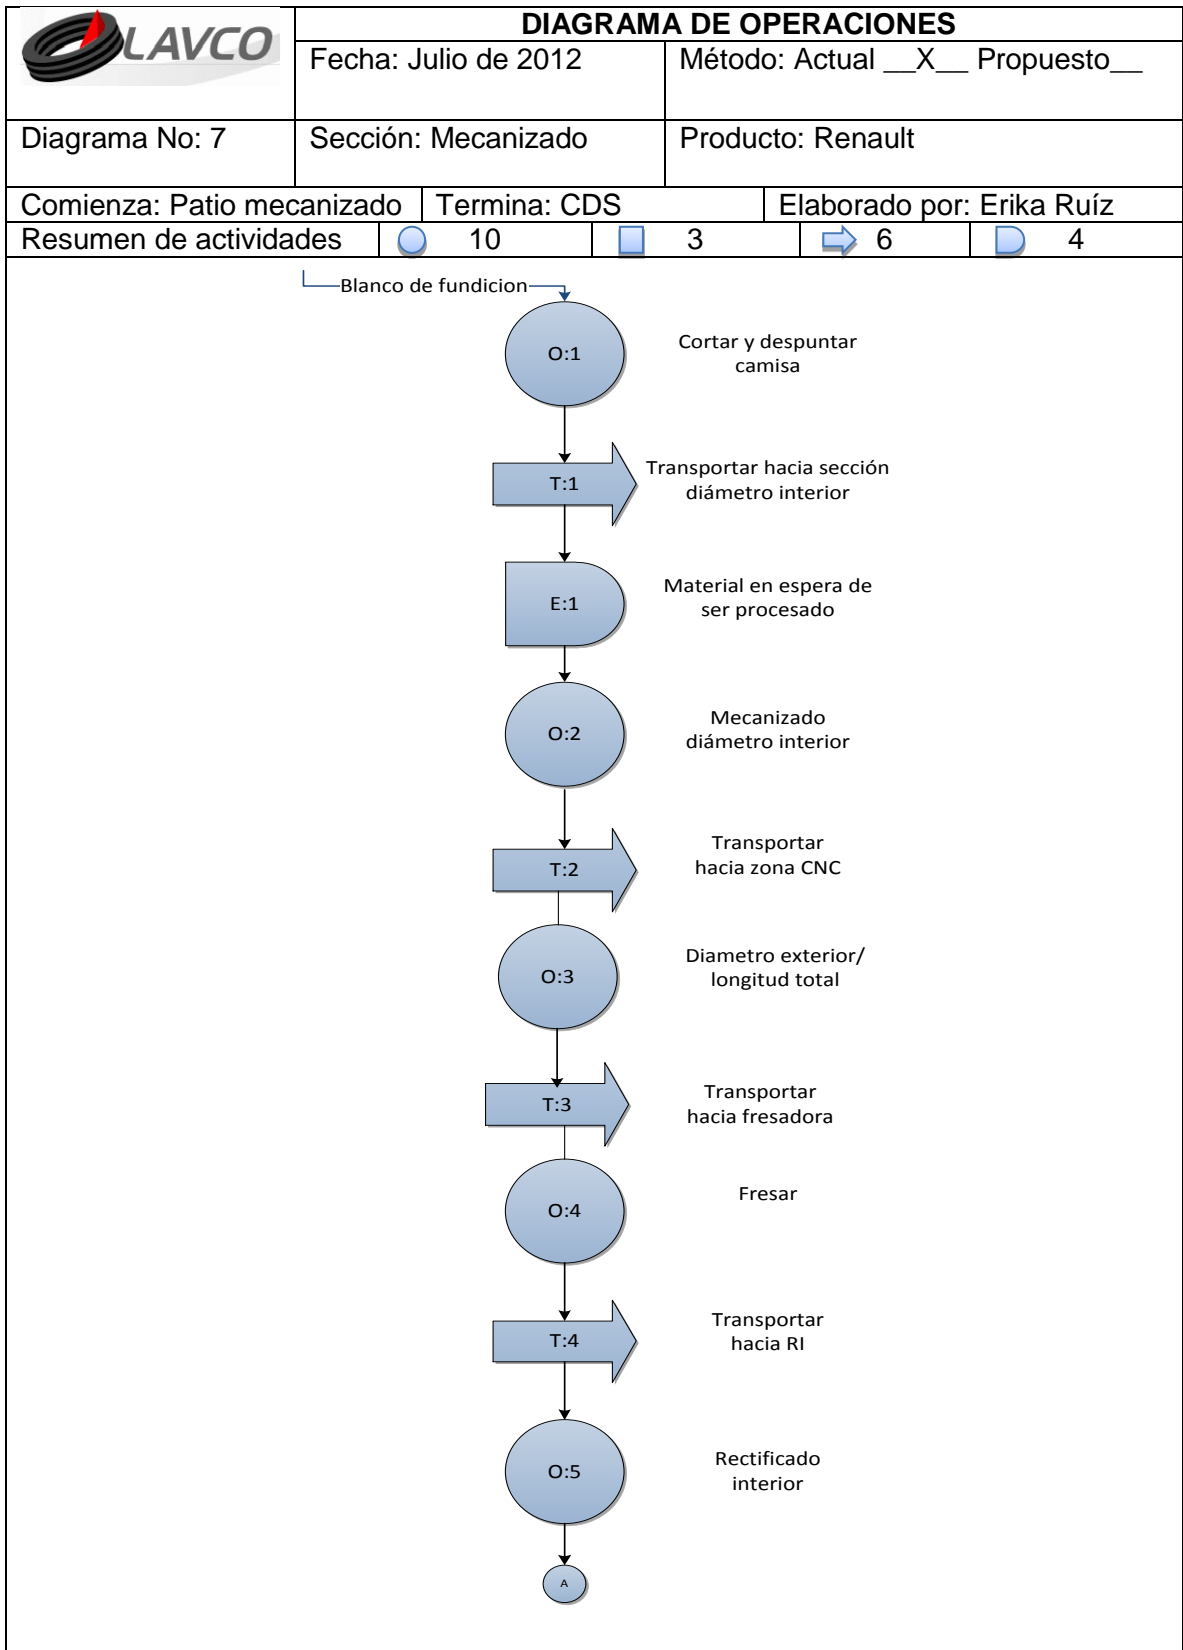 LAVCO
DIAGRAMA DE OPERACIONES
Fecha: Julio de 2012
Método: Actual __X__ Propuesto__
Diagrama No: 7
Sección: Mecanizado
Producto: Renault
Comienza: Patio mecanizado
Termina: CDS
Elaborado por: Erika Ruíz
Resumen de actividades
10
3
6
4
Blanco de fundicion
O:1
Cortar y despuntar
camisa
T:1
Transportar hacia sección
diámetro interior
E:1
Material en espera de
ser procesado
O:2
Mecanizado
diámetro interior
T:2
Transportar
hacia zona CNC
O:3
Diametro exterior/
longitud total
T:3
Transportar
hacia fresadora
O:4
Fresar
T:4
Transportar
hacia RI
O:5
Rectificado
interior
A